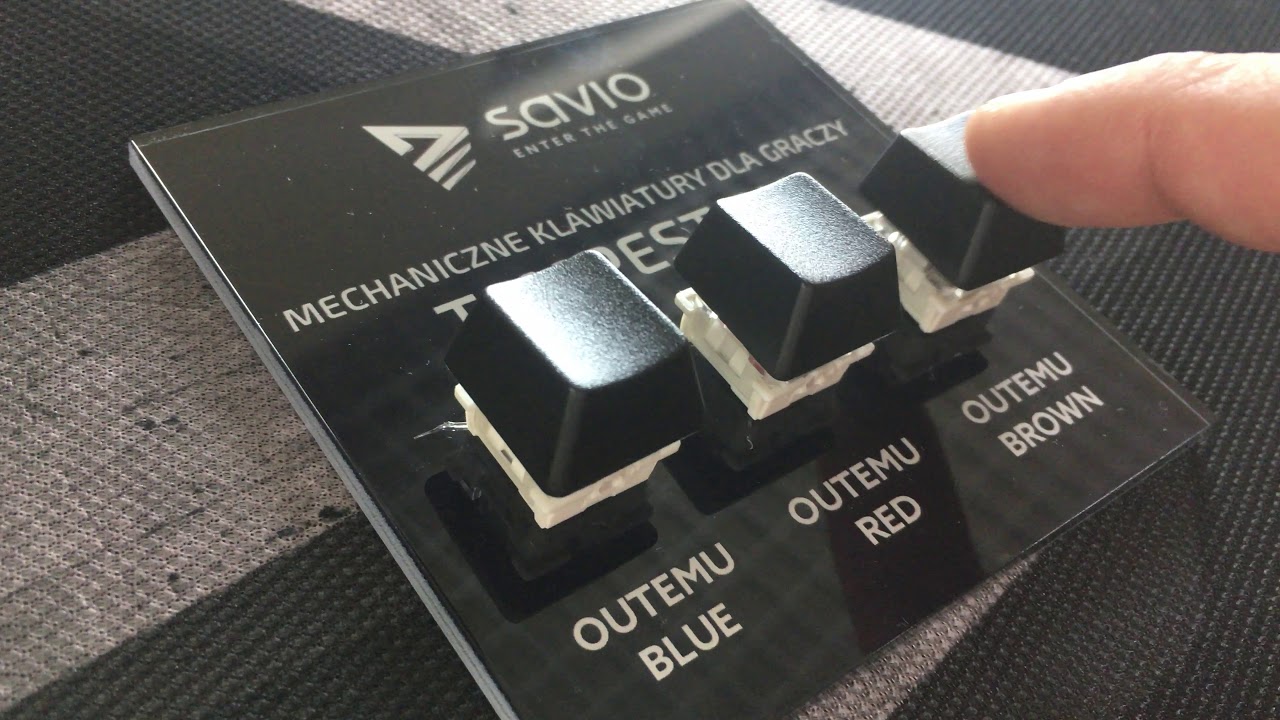 savio
ENTER THE GAME
MECHANICZNE KLAWIATURY DLA GRACZY
OUTEMU
BLUE
OUTEMU
RED
OUTEMU
BROWN